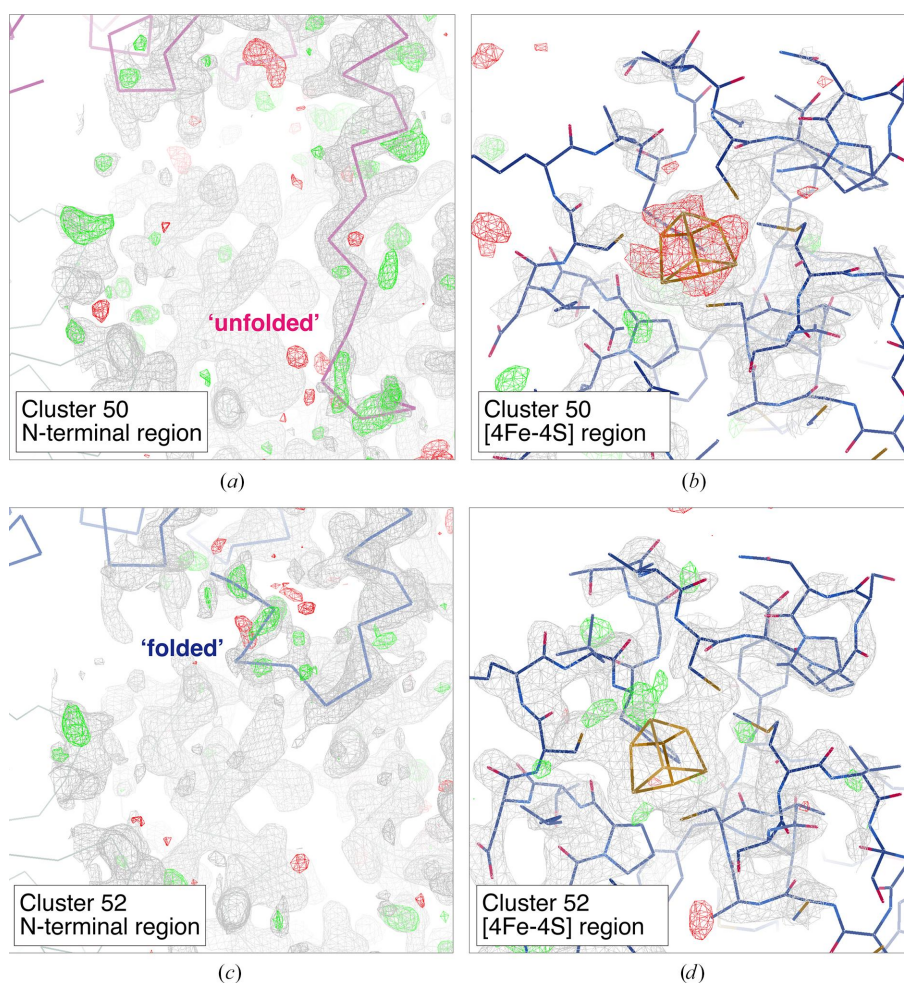 'unfolded'
Cluster 50
N-terminal region
Cluster 50
[4Fe-4S] region
(a)
(b)
'folded'
Cluster 52
N-terminal region
Cluster 52
[4Fe-4S] region
(c)
(d)